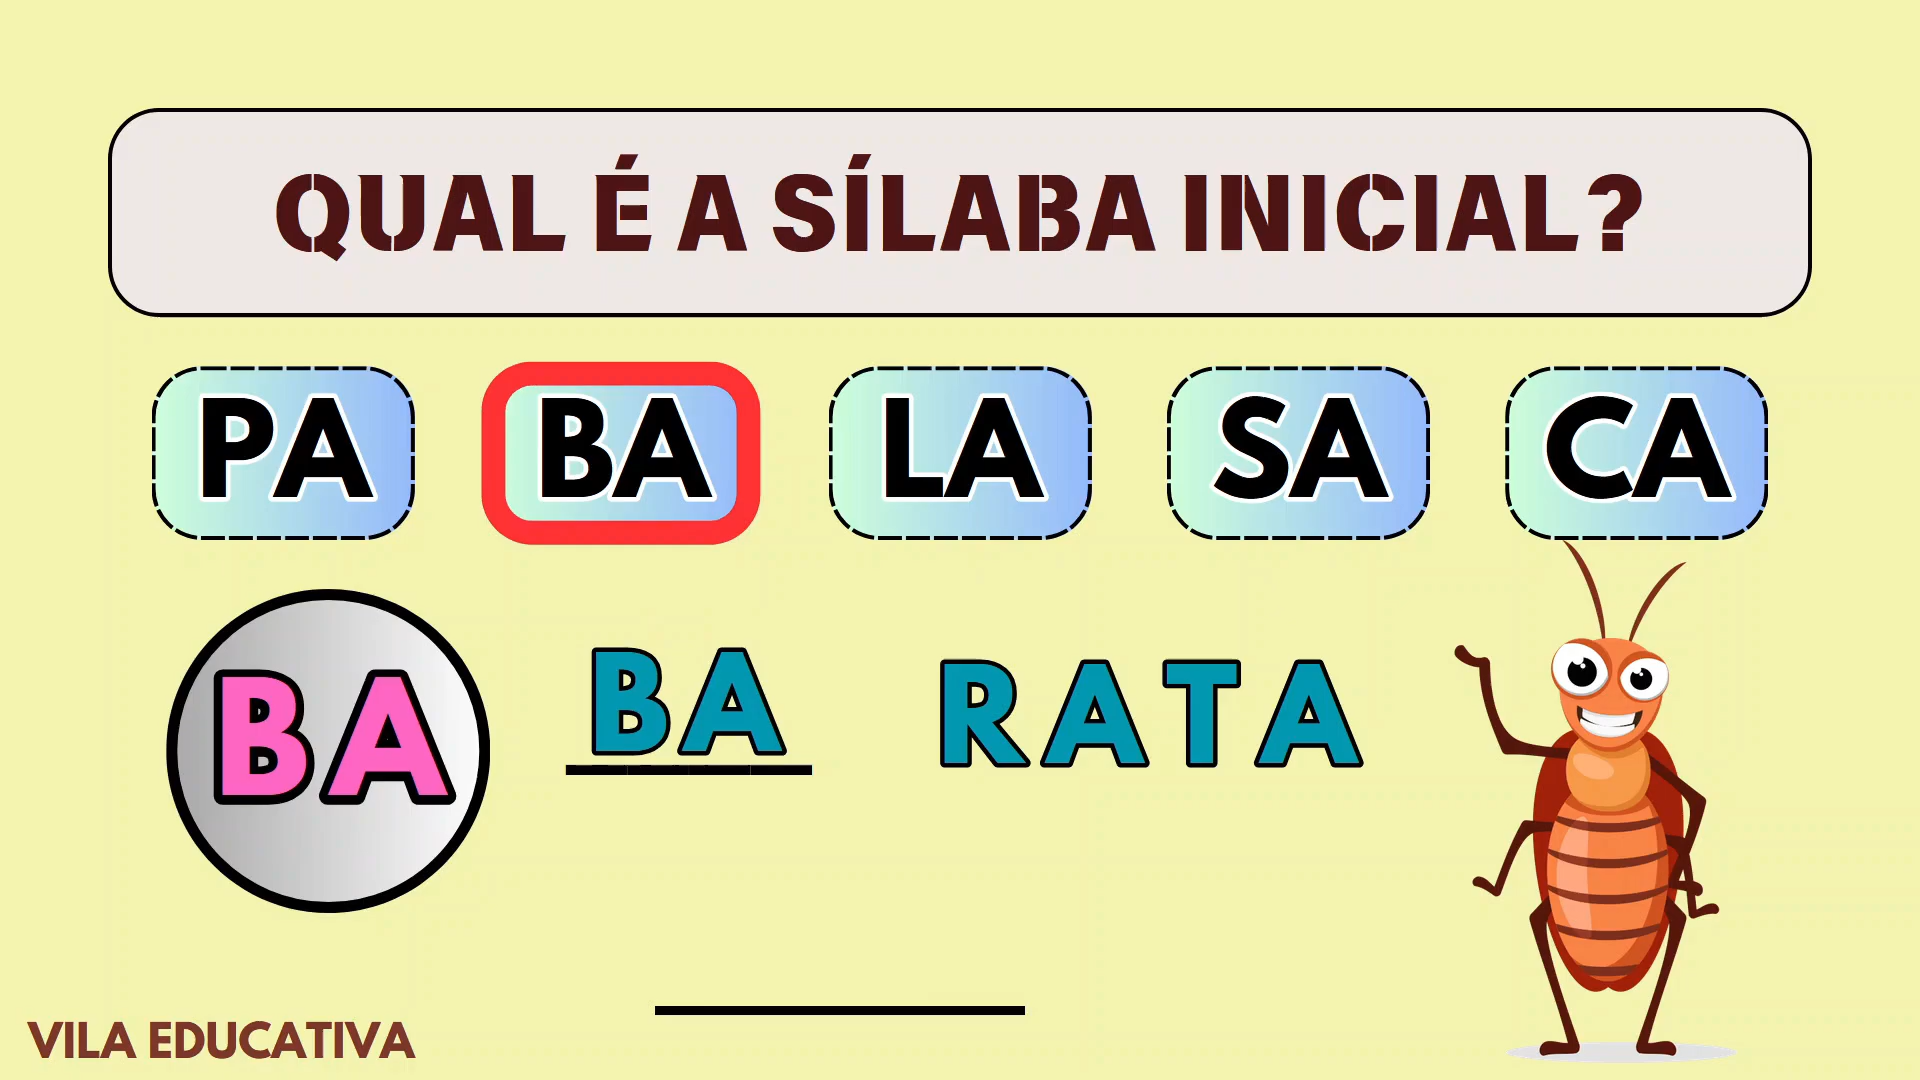 QUAL É A SÍLABA INICIAL?
PA BA LA SA CA
BA BA RATA
VILA EDUCATIVA